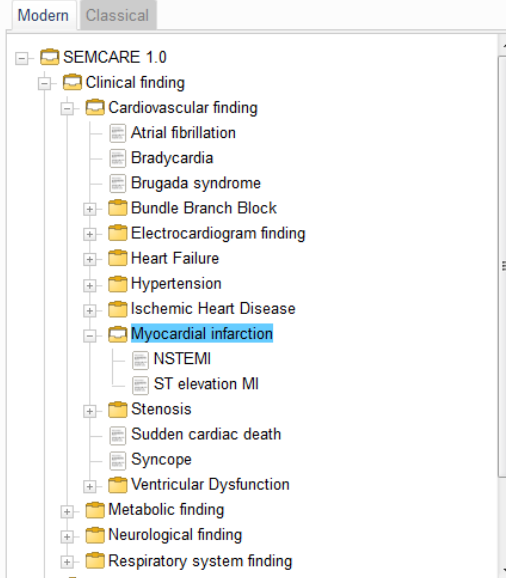 Modern Classical
SEMCARE 1.0
Clinical finding
Cardiovascular finding
Atrial fibrillation
Bradycardia
Brugada syndrome
Bundle Branch Block
Electrocardiogram finding
Heart Failure
Hypertension
Ischemic Heart Disease
Myocardial infarction
NSTEMI
ST elevation MI
Stenosis
Sudden cardiac death
Syncope
Ventricular Dysfunction
Metabolic finding
Neurological finding
Respiratory system finding